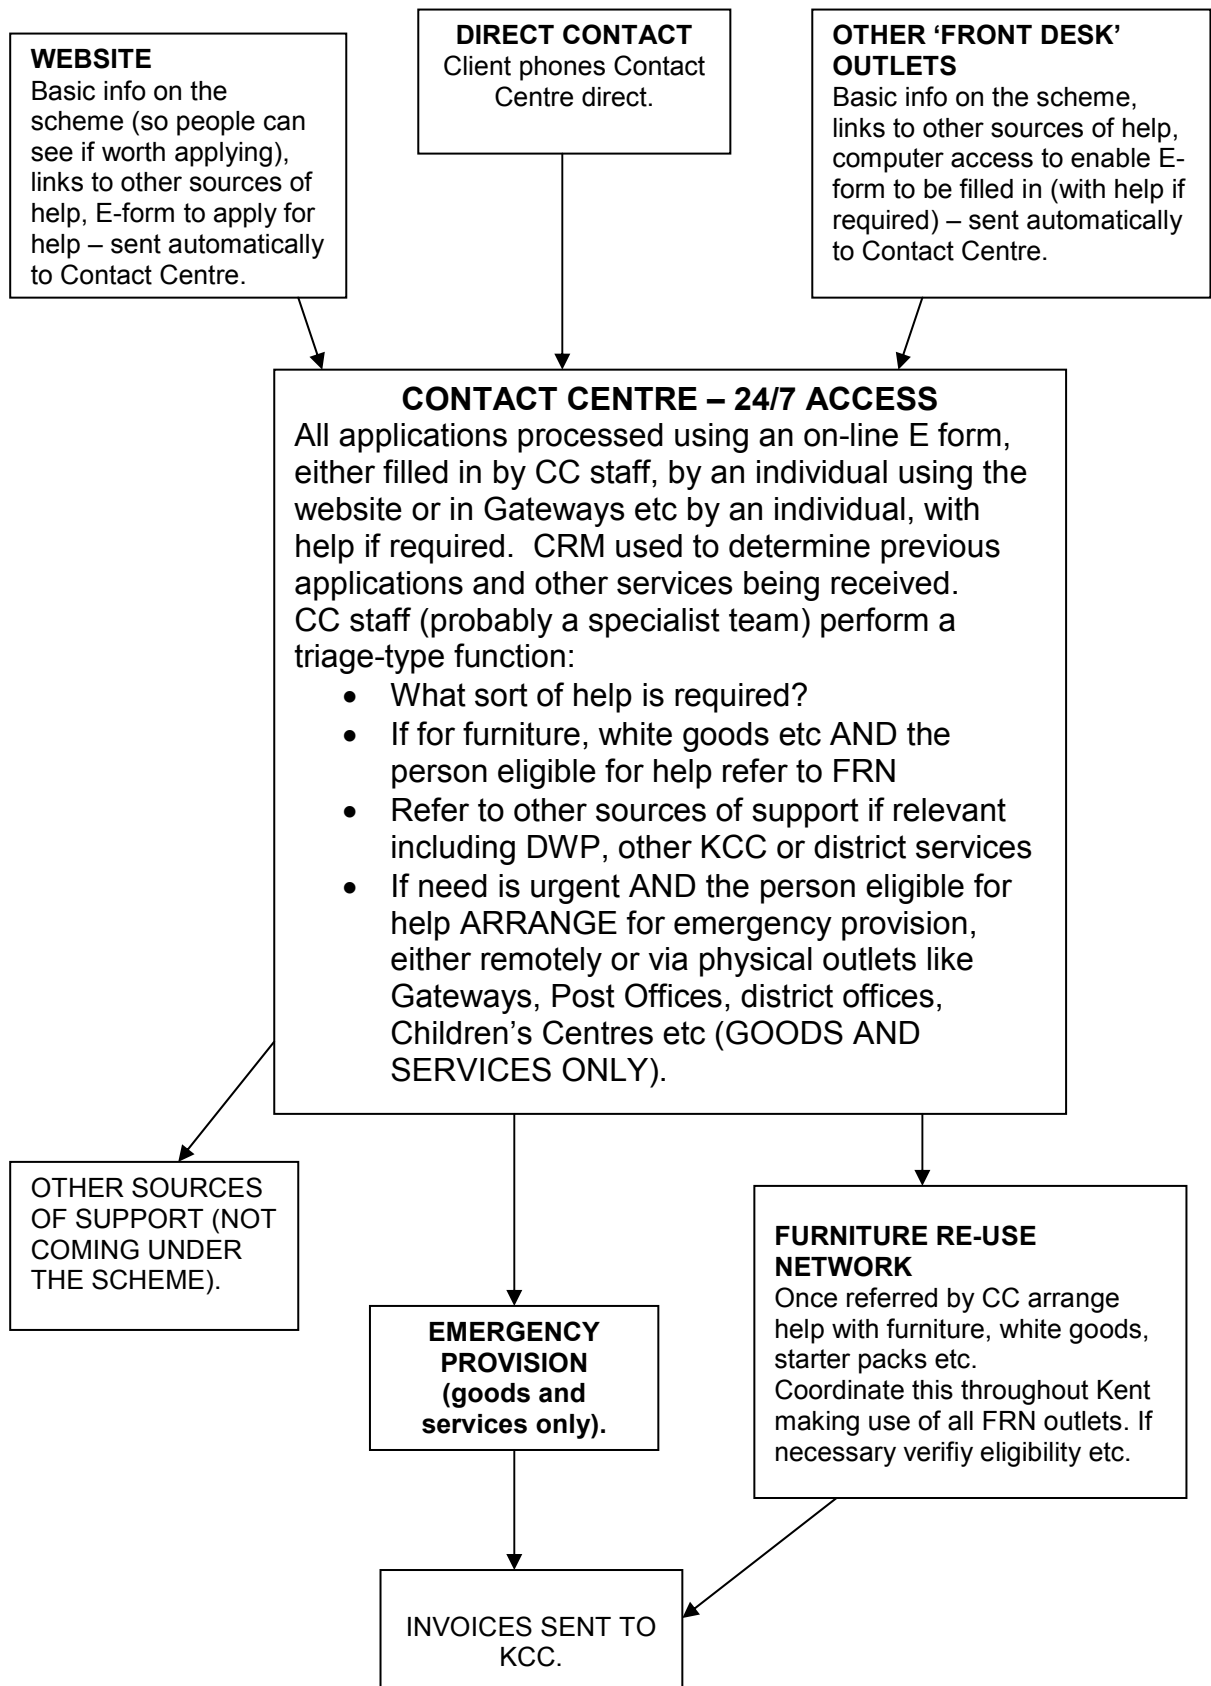 WEBSITE
Basic info on the
scheme (so people can
see if worth applying),
links to other sources of
help, E-form to apply for
help – sent automatically
to Contact Centre.
DIRECT CONTACT
Client phones Contact
Centre direct.
OTHER ‘FRONT DESK’
OUTLETS
Basic info on the scheme,
links to other sources of help,
computer access to enable E-
form to be filled in (with help if
required) – sent automatically
to Contact Centre.
CONTACT CENTRE – 24/7 ACCESS
All applications processed using an on-line E form,
either filled in by CC staff, by an individual using the
website or in Gateways etc by an individual, with
help if required.  CRM used to determine previous
applications and other services being received.
CC staff (probably a specialist team) perform a
triage-type function:
• What sort of help is required?
• If for furniture, white goods etc AND the
person eligible for help refer to FRN
• Refer to other sources of support if relevant
including DWP, other KCC or district services
• If need is urgent AND the person eligible for
help ARRANGE for emergency provision,
either remotely or via physical outlets like
Gateways, Post Offices, district offices,
Children’s Centres etc (GOODS AND
SERVICES ONLY).
OTHER SOURCES
OF SUPPORT (NOT
COMING UNDER
THE SCHEME).
EMERGENCY
PROVISION
(goods and
services only).
FURNITURE RE-USE
NETWORK
Once referred by CC arrange
help with furniture, white goods,
starter packs etc.
Coordinate this throughout Kent
making use of all FRN outlets. If
necessary verifiy eligibility etc.
INVOICES SENT TO
KCC.